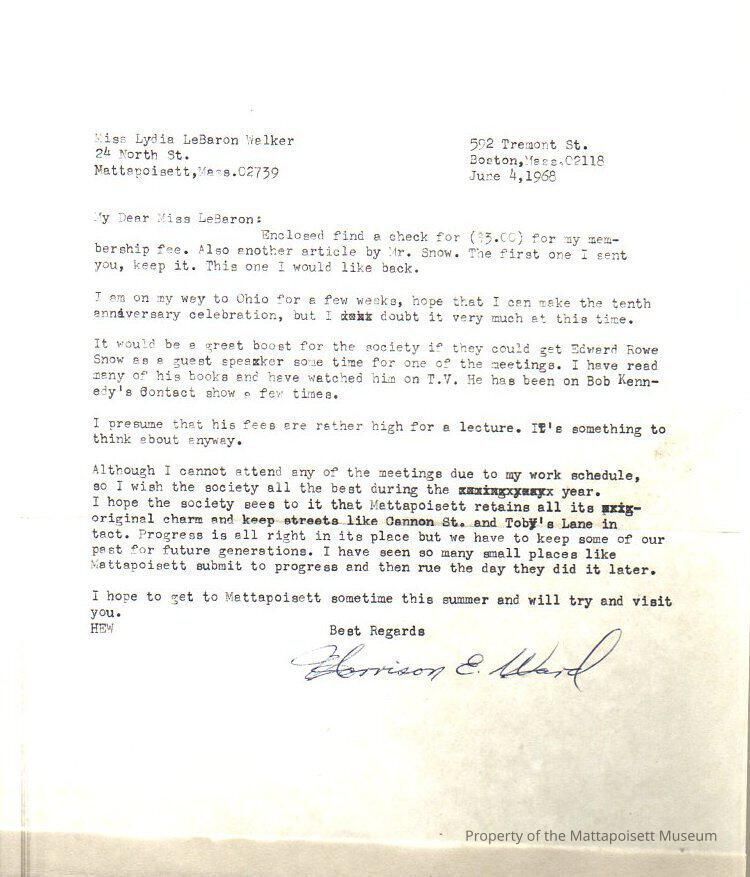 Miss Lydia LeBaron Walker
24 North St.
Mattapoisett,Mass.02739
592 Tremont St.
Boston,Mass.02118
June 4,1968
My Dear Miss LeBaron:
Enclosed find a check for ($3.00) for my mem-
bership fee. Also another article by Mr. Snow. The first one I sent
you, keep it. This one I would like back.
I am on my way to Ohio for a few weeks, hope that I can make the tenth
anniversary celebration, but I doubt it very much at this time.
It would be a great boost for the society if they could get Edward Rowe
Snow as a guest speaker some time for one of the meetings. I have read
many of his books and have watched him on T.V. He has been on Bob Kenn-
edy's Contact show a few times.
I presume that his fees are rather high for a lecture. It's something to
think about anyway.
Although I cannot attend any of the meetings due to my work schedule,
so I wish the society all the best during the year.
I hope the society sees to it that Mattapoisett retains all its
original charm and keep streets like Cannon St. and Toby's Lane in
tact. Progress is all right in its place but we have to keep some of our
past for future generations. I have seen so many small places like
Mattapoisett submit to progress and then rue the day they did it later.
I hope to get to Mattapoisett sometime this summer and will try and visit
you.
HEW Best Regards
Harrison E. Ward
Property of the Mattapoisett Museum